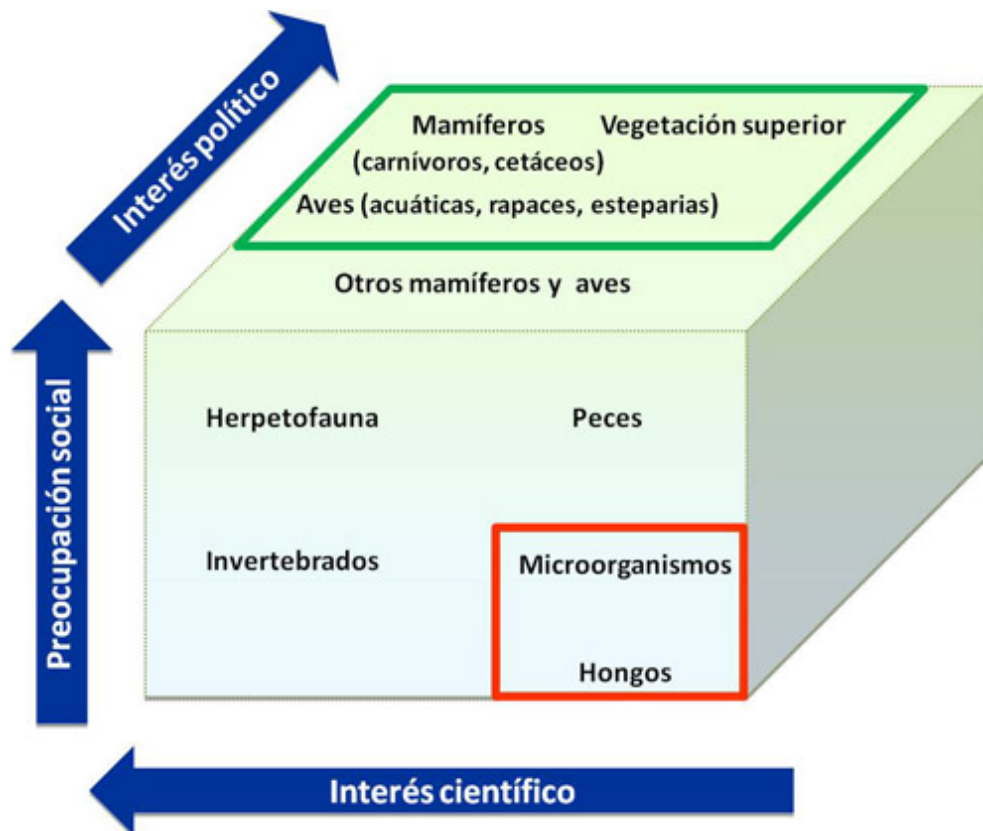 Interés político
Mamíferos
(carnívoros, cetáceos)
Vegetación superior
Aves (acuáticas, rapaces, esteparias)
Otros mamíferos y aves
Preocupación social
Herpetofauna
Peces
Invertebrados
Microorganismos
Hongos
Interés científico